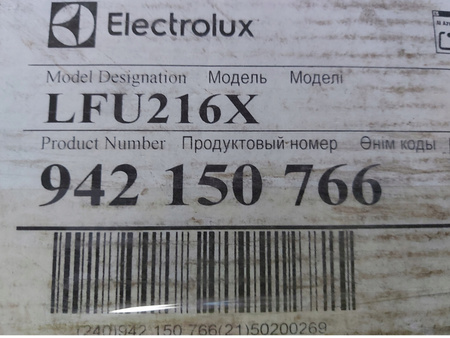 Electrolux
Model Designation Модель Моделі
LFU216X
Product Number Продуктовый номер Өнім коды
942 150 766
(240)942 150 766(21)50200269